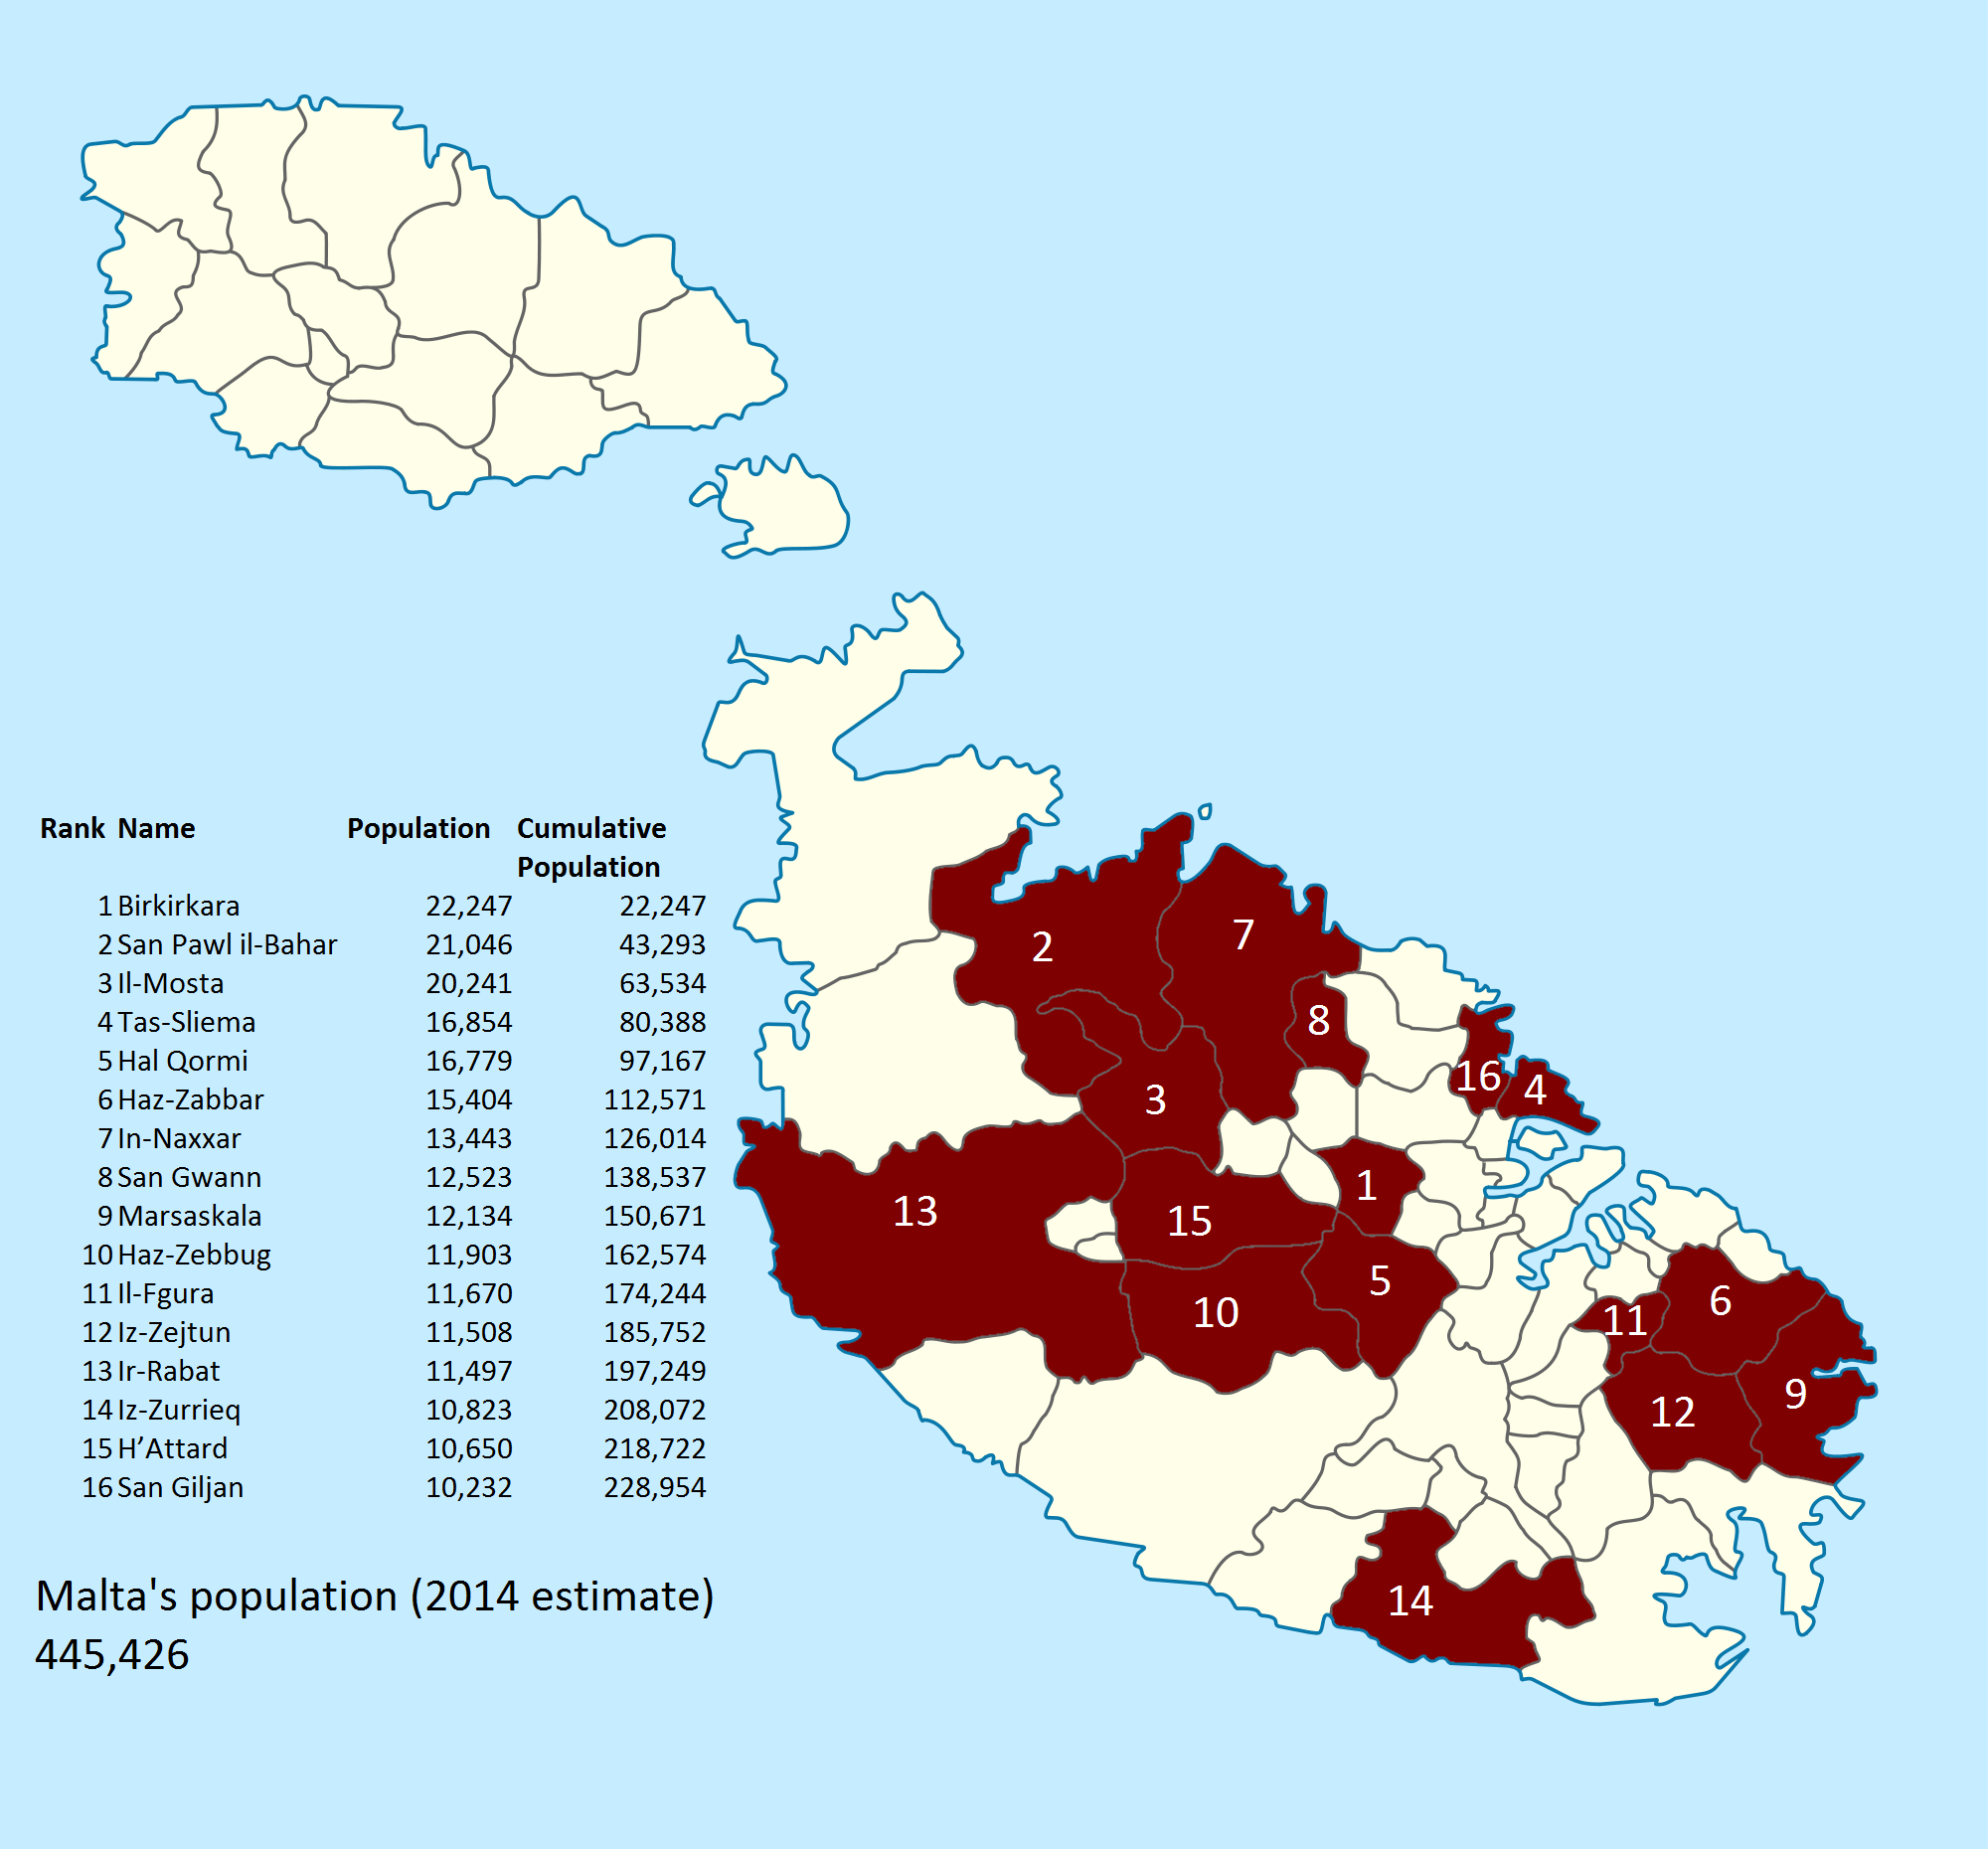 Rank Name Population Cumulative
Population
1 Birkirkara 22,247 22,247
2 San Pawl il-Bahar 21,046 43,293
3 Il-Mosta 20,241 63,534
4 Tas-Sliema 16,854 80,388
5 Hal Qormi 16,779 97,167
6 Haz-Zabbar 15,404 112,571
7 In-Naxxar 13,443 126,014
8 San Gwann 12,523 138,537
9 Marsaskala 12,134 150,671
10 Haz-Zebbug 11,903 162,574
11 Il-Fgura 11,670 174,244
12 Iz-Zejtun 11,508 185,752
13 Ir-Rabat 11,497 197,249
14 Iz-Zurrieq 10,823 208,072
15 H’Attard 10,650 218,722
16 San Giljan 10,232 228,954
Malta's population (2014 estimate)
445,426
7
2
8
16
4
3
1
13
15
5
6
10
11
9
12
14